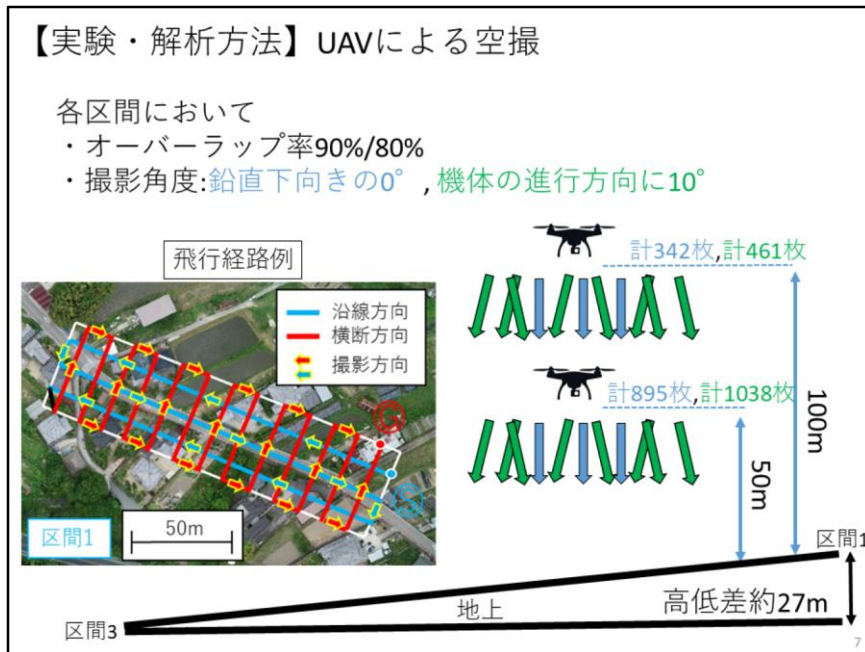 【実験・解析方法】UAVによる空撮
各区間において
・オーバーラップ率90%/80%
・撮影角度:鉛直下向きの0° ,機体の進行方向に10°
飛行経路例
沿線方向
横断方向
撮影方向
G
S
区間1
50m
計342枚,計461枚
計895枚,計1038枚
100m
50m
区間1
地上
高低差約27m
区間3
7